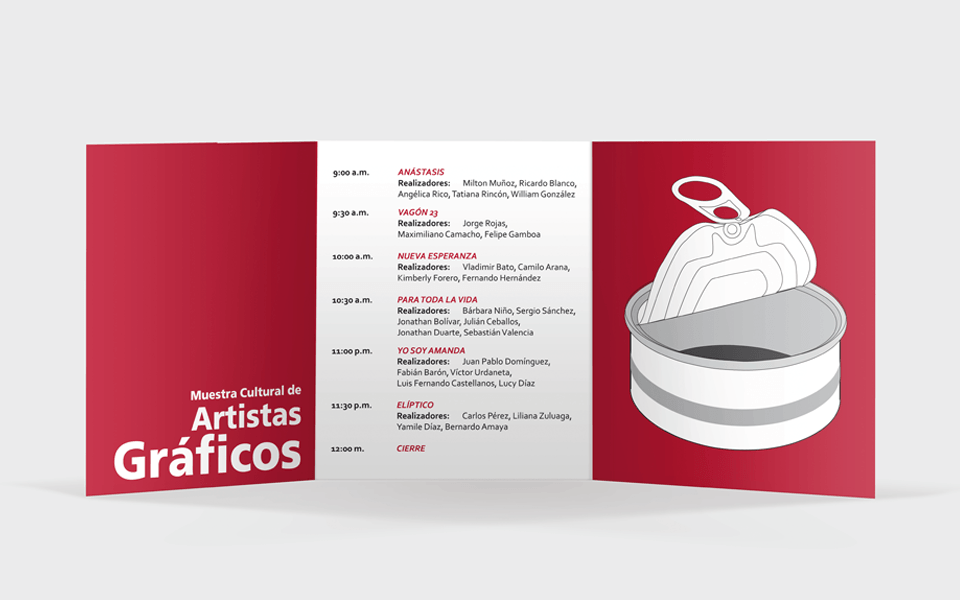 Muestra Cultural de
Artistas
Gráficos
9:00 a.m. ANÁSTASIS
Realizadores: Milton Muñoz, Ricardo Blanco,
Angélica Rico, Tatiana Rincón, William González
9:30 a.m. VAGÓN 23
Realizadores: Jorge Rojas,
Maximiliano Camacho, Felipe Gamboa
10:00 a.m. NUEVA ESPERANZA
Realizadores: Vladimir Bato, Camilo Arana,
Kimberly Forero, Fernando Hernández
10:30 a.m. PARA TODA LA VIDA
Realizadores: Bárbara Niño, Sergio Sánchez,
Jonathan Bolívar, Julián Ceballos,
Jonathan Duarte, Sebastián Valencia
11:00 p.m. YO SOY AMANDA
Realizadores: Juan Pablo Domínguez,
Fabián Barón, Víctor Urdaneta,
Luis Fernando Castellanos, Lucy Díaz
11:30 p.m. ELÍPTICO
Realizadores: Carlos Pérez, Liliana Zuluaga,
Yamile Díaz, Bernardo Amaya
12:00 m. CIERRE